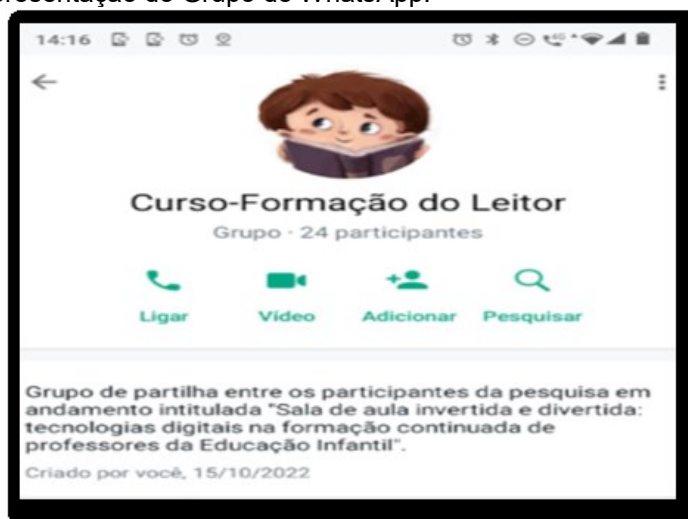 14:16
Curso-Formação do Leitor
Grupo · 24 participantes
Ligar Vídeo Adicionar Pesquisar
Grupo de partilha entre os participantes da pesquisa em
andamento intitulada "Sala de aula invertida e divertida:
tecnologias digitais na formação continuada de
professores da Educação Infantil".
Criado por você, 15/10/2022